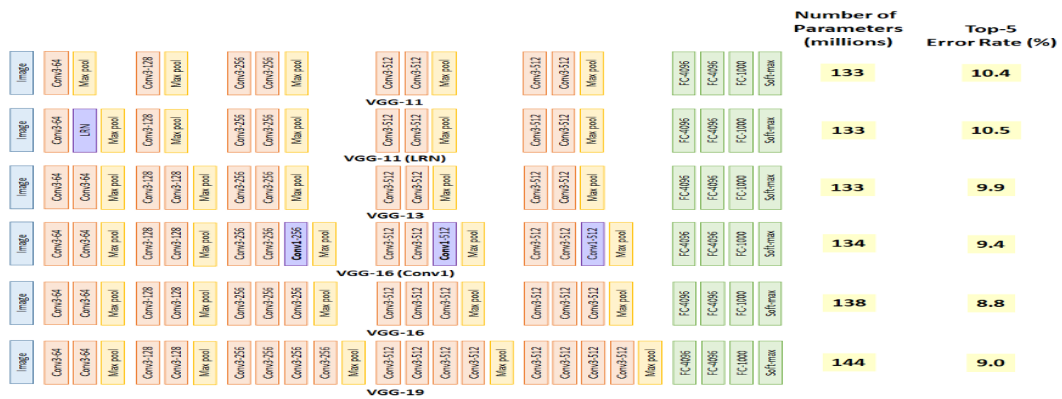 Number of Parameters (millions) Top-5 Error Rate (%)
Image Conv3-64 Max pool Conv3-128 Max pool Conv3-256 Conv3-256 Max pool Conv3-512 Conv3-512 Max pool Conv3-512 Conv3-512 Max pool FC-4096 FC-4096 FC-1000 Soft-max 133 10.4
VGG-11
Image Conv3-64 LRN Max pool Conv3-128 Max pool Conv3-256 Conv3-256 Max pool Conv3-512 Conv3-512 Max pool Conv3-512 Conv3-512 Max pool FC-4096 FC-4096 FC-1000 Soft-max 133 10.5
VGG-11 (LRN)
Image Conv3-64 Conv3-64 Max pool Conv3-128 Conv3-128 Max pool Conv3-256 Conv3-256 Max pool Conv3-512 Conv3-512 Max pool Conv3-512 Conv3-512 Max pool FC-4096 FC-4096 FC-1000 Soft-max 133 9.9
VGG-13
Image Conv3-64 Conv3-64 Max pool Conv3-128 Conv3-128 Max pool Conv3-256 Conv3-256 Conv1-256 Max pool Conv3-512 Conv3-512 Conv1-512 Max pool Conv3-512 Conv3-512 Conv1-512 Max pool FC-4096 FC-4096 FC-1000 Soft-max 134 9.4
VGG-16 (Conv1)
Image Conv3-64 Conv3-64 Max pool Conv3-128 Conv3-128 Max pool Conv3-256 Conv3-256 Conv3-256 Max pool Conv3-512 Conv3-512 Conv3-512 Max pool Conv3-512 Conv3-512 Conv3-512 Max pool FC-4096 FC-4096 FC-1000 Soft-max 138 8.8
VGG-16
Image Conv3-64 Conv3-64 Max pool Conv3-128 Conv3-128 Max pool Conv3-256 Conv3-256 Conv3-256 Conv3-256 Max pool Conv3-512 Conv3-512 Conv3-512 Conv3-512 Max pool Conv3-512 Conv3-512 Conv3-512 Conv3-512 Max pool FC-4096 FC-4096 FC-1000 Soft-max 144 9.0
VGG-19